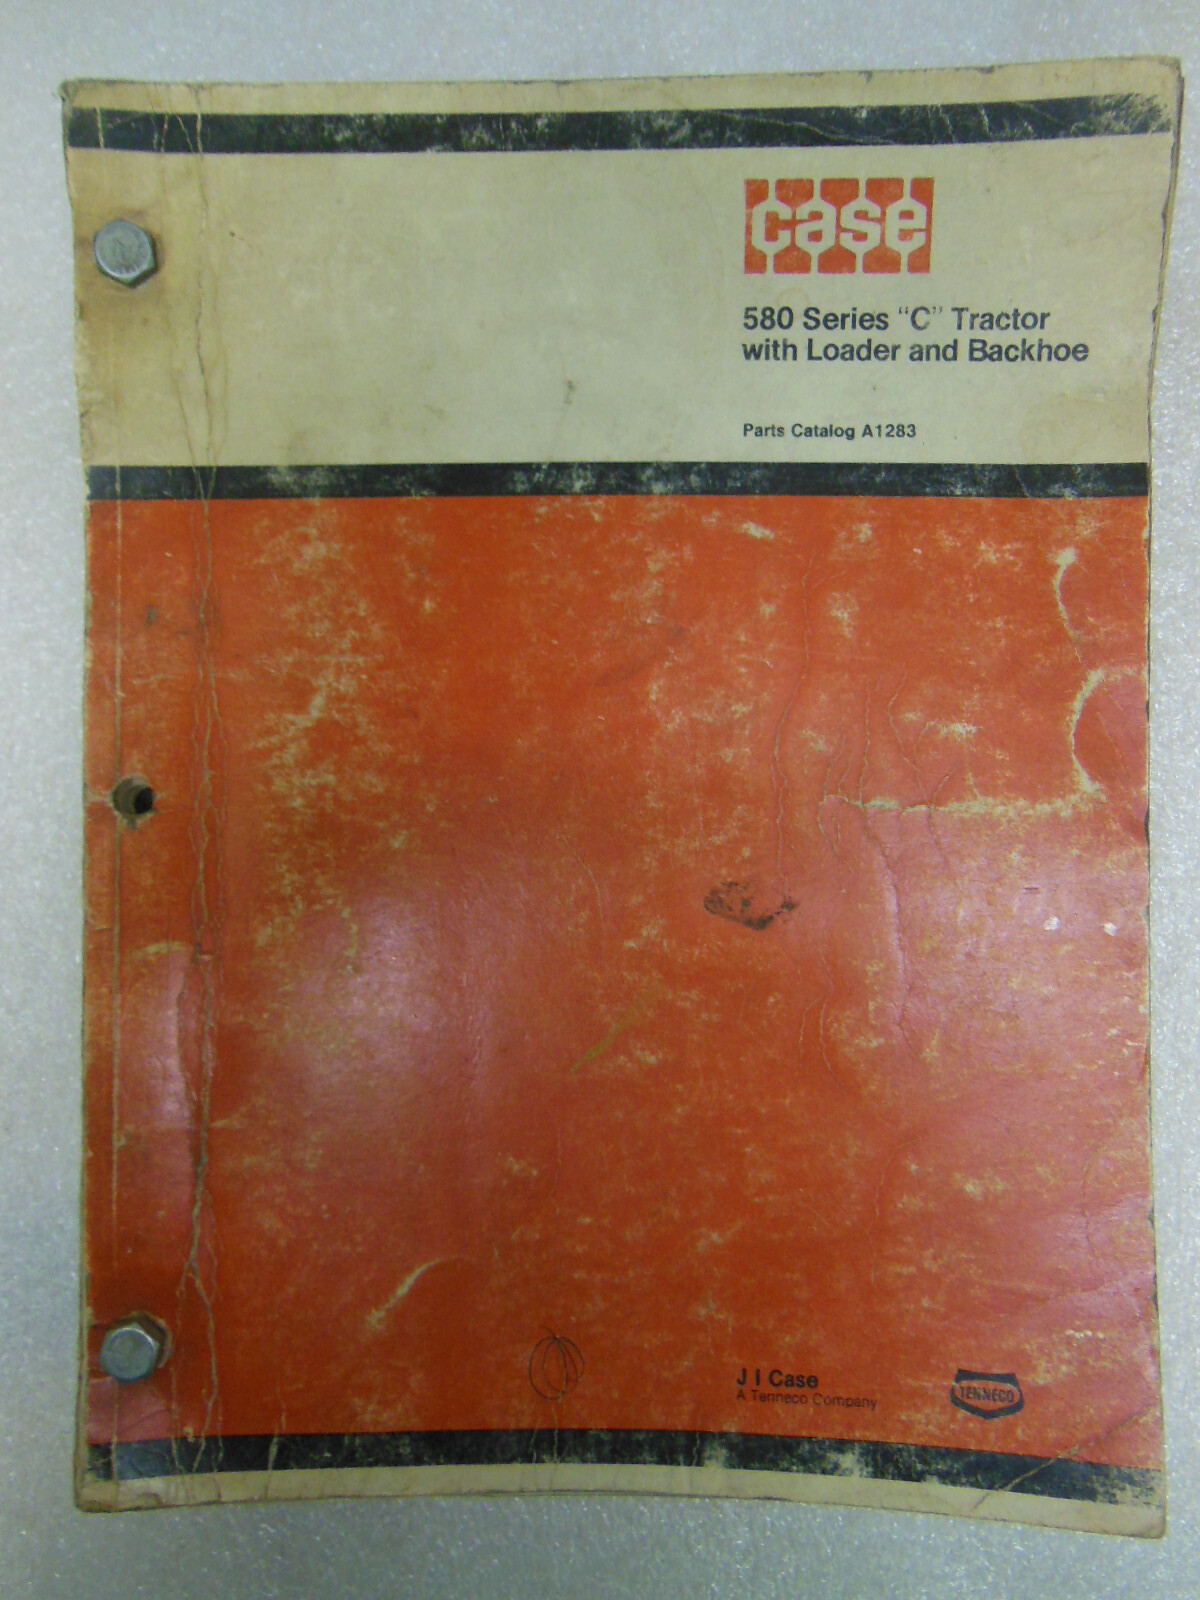 case
580 Series "C" Tractor
with Loader and Backhoe
Parts Catalog A1283
J I Case
A Tenneco Company
TENNECO